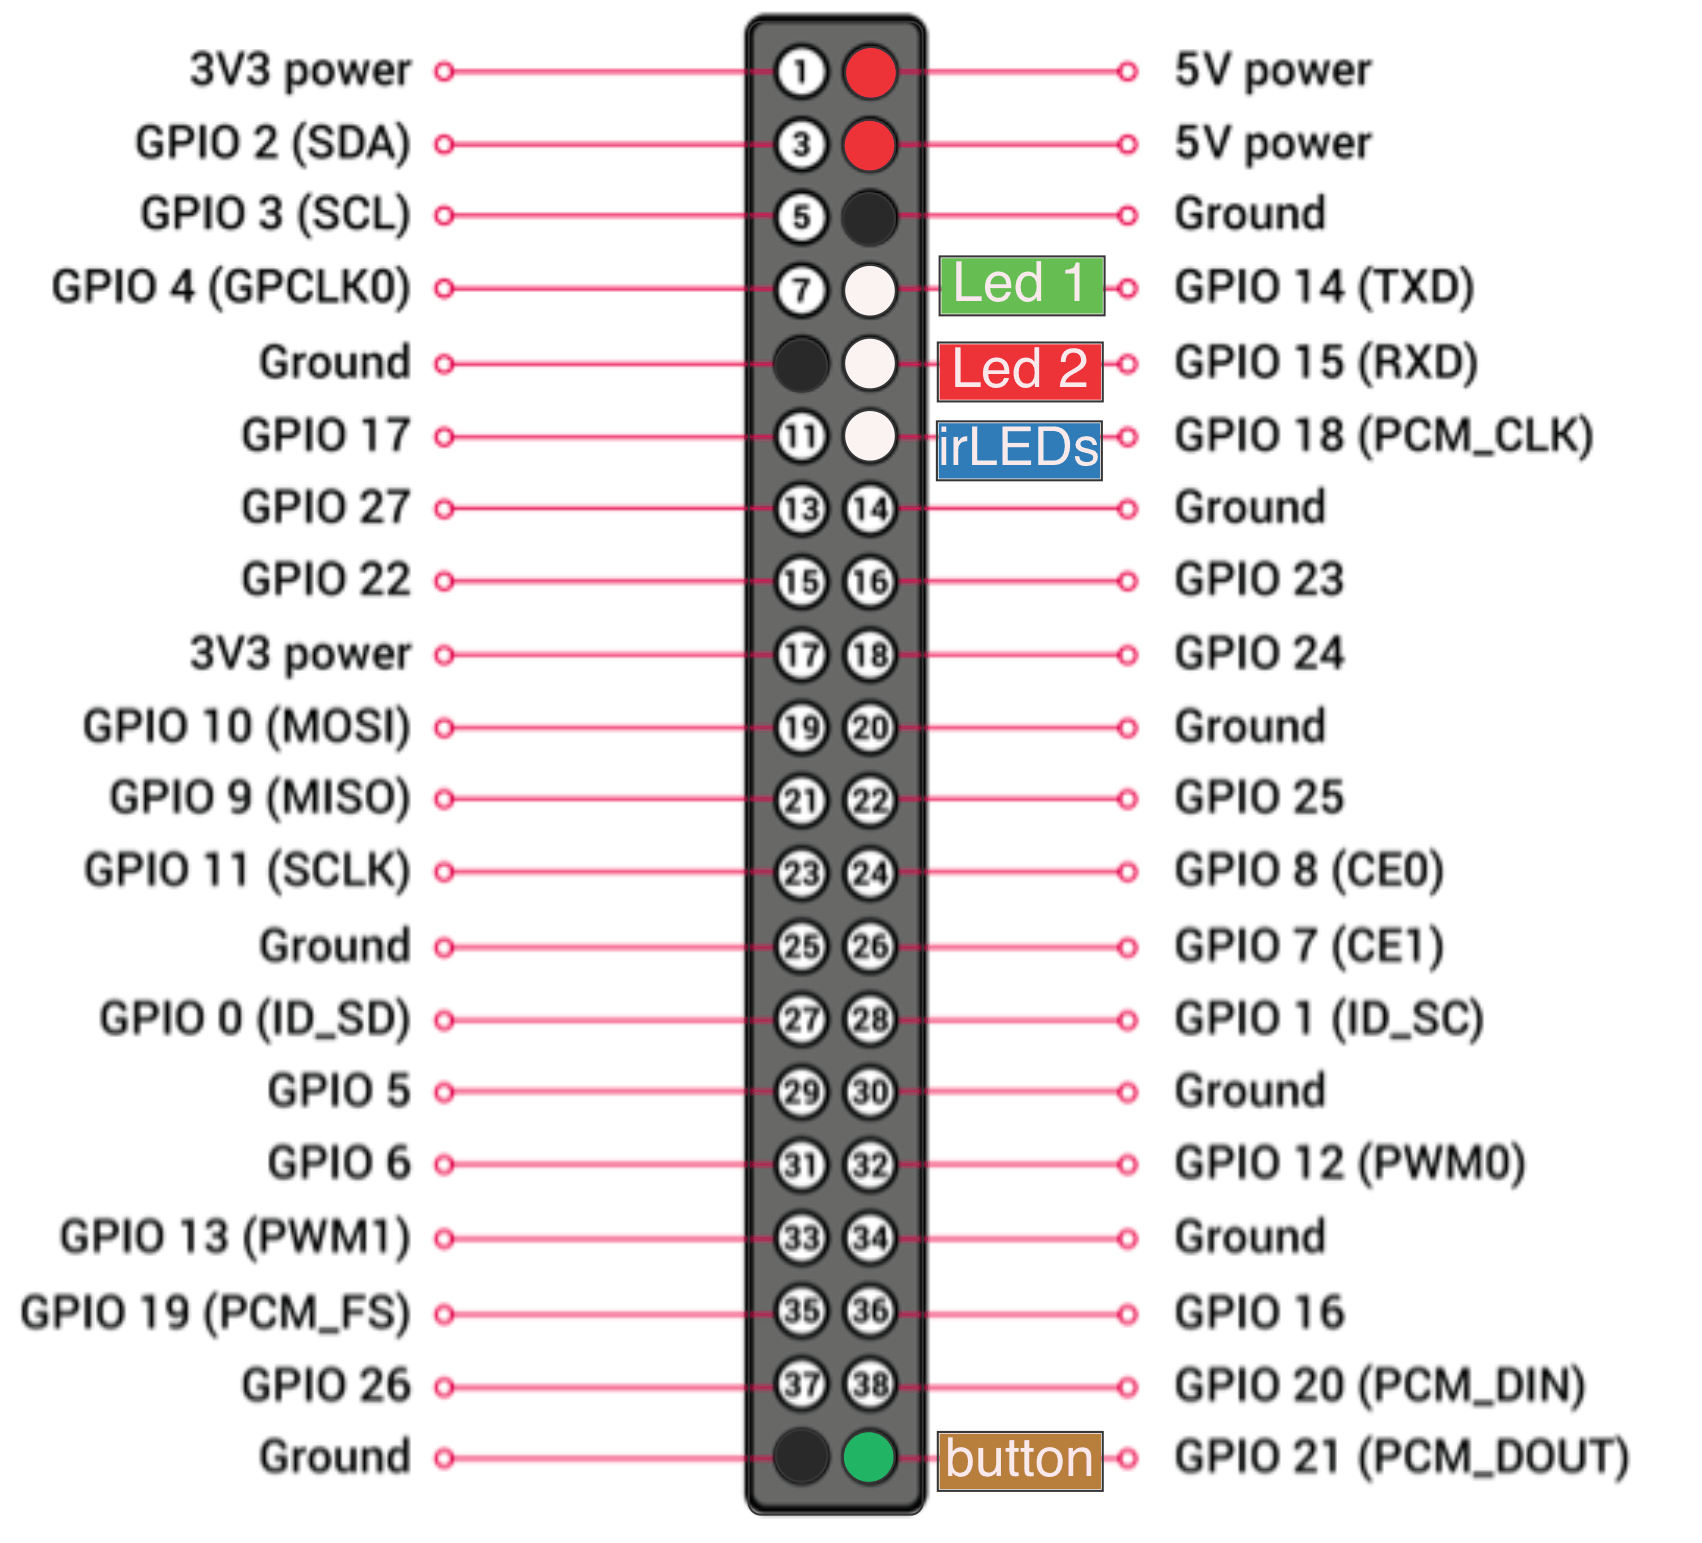 3V3 power 1 5V power
GPIO 2 (SDA) 3 5V power
GPIO 3 (SCL) 5 Ground
GPIO 4 (GPCLK0) 7 Led 1 GPIO 14 (TXD)
Ground Led 2 GPIO 15 (RXD)
GPIO 17 11 irLEDs GPIO 18 (PCM_CLK)
GPIO 27 13 14 Ground
GPIO 22 15 16 GPIO 23
3V3 power 17 18 GPIO 24
GPIO 10 (MOSI) 19 20 Ground
GPIO 9 (MISO) 21 22 GPIO 25
GPIO 11 (SCLK) 23 24 GPIO 8 (CE0)
Ground 25 26 GPIO 7 (CE1)
GPIO 0 (ID_SD) 27 28 GPIO 1 (ID_SC)
GPIO 5 29 30 Ground
GPIO 6 31 32 GPIO 12 (PWM0)
GPIO 13 (PWM1) 33 34 Ground
GPIO 19 (PCM_FS) 35 36 GPIO 16
GPIO 26 37 38 GPIO 20 (PCM_DIN)
Ground button GPIO 21 (PCM_DOUT)